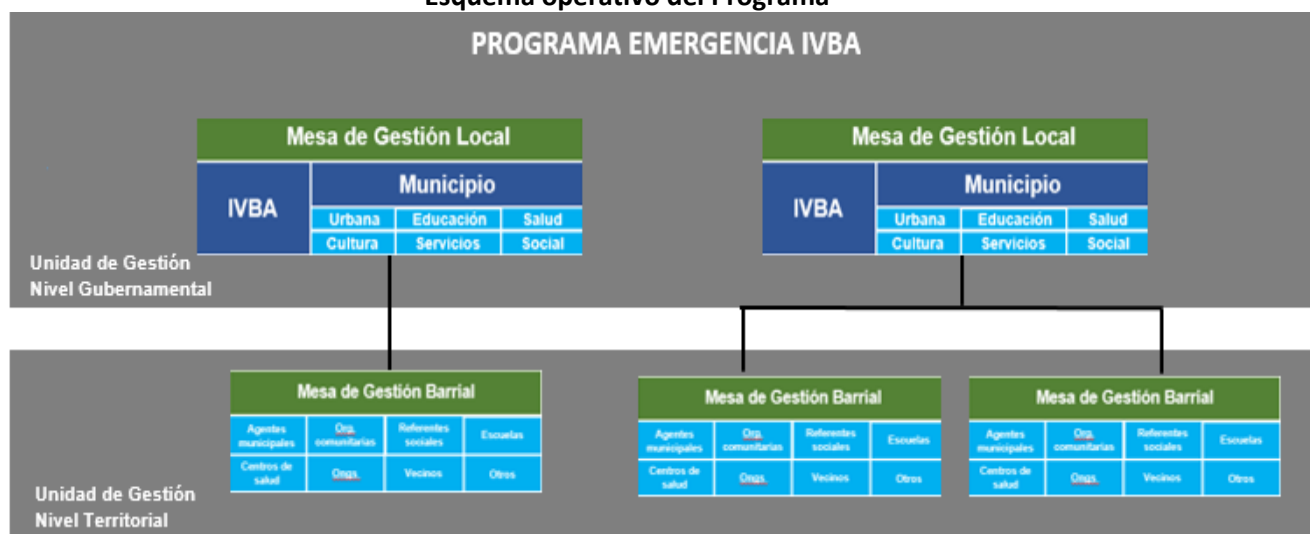 Esquema operativo del Programa
PROGRAMA EMERGENCIA IVBA
Mesa de Gestión Local
IVBA
Municipio
Urbana Educación Salud
Cultura Servicios Social
Mesa de Gestión Local
IVBA
Municipio
Urbana Educación Salud
Cultura Servicios Social
Unidad de Gestión
Nivel Gubernamental
Mesa de Gestión Barrial
Agentes municipales
Org. comunitarias
Referentes sociales
Escuelas
Centros de salud
Ongs.
Vecinos
Otros
Mesa de Gestión Barrial
Agentes municipales
Org. comunitarias
Referentes sociales
Escuelas
Centros de salud
Ongs.
Vecinos
Otros
Mesa de Gestión Barrial
Agentes municipales
Org. comunitarias
Referentes sociales
Escuelas
Centros de salud
Ongs.
Vecinos
Otros
Unidad de Gestión
Nivel Territorial